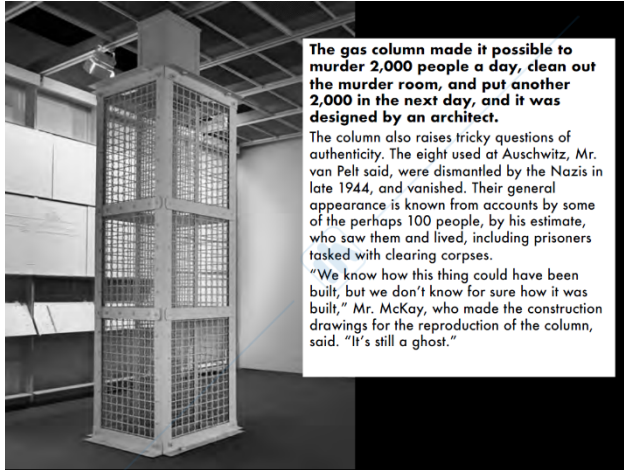 The gas column made it possible to
murder 2,000 people a day, clean out
the murder room, and put another
2,000 in the next day, and it was
designed by an architect.
The column also raises tricky questions of
authenticity. The eight used at Auschwitz, Mr.
van Pelt said, were dismantled by the Nazis in
late 1944, and vanished. Their general
appearance is known from accounts by some
of the perhaps 100 people, by his estimate,
who saw them and lived, including prisoners
tasked with clearing corpses.
“We know how this thing could have been
built, but we don’t know for sure how it was
built,” Mr. McKay, who made the construction
drawings for the reproduction of the column,
said. “It’s still a ghost.”